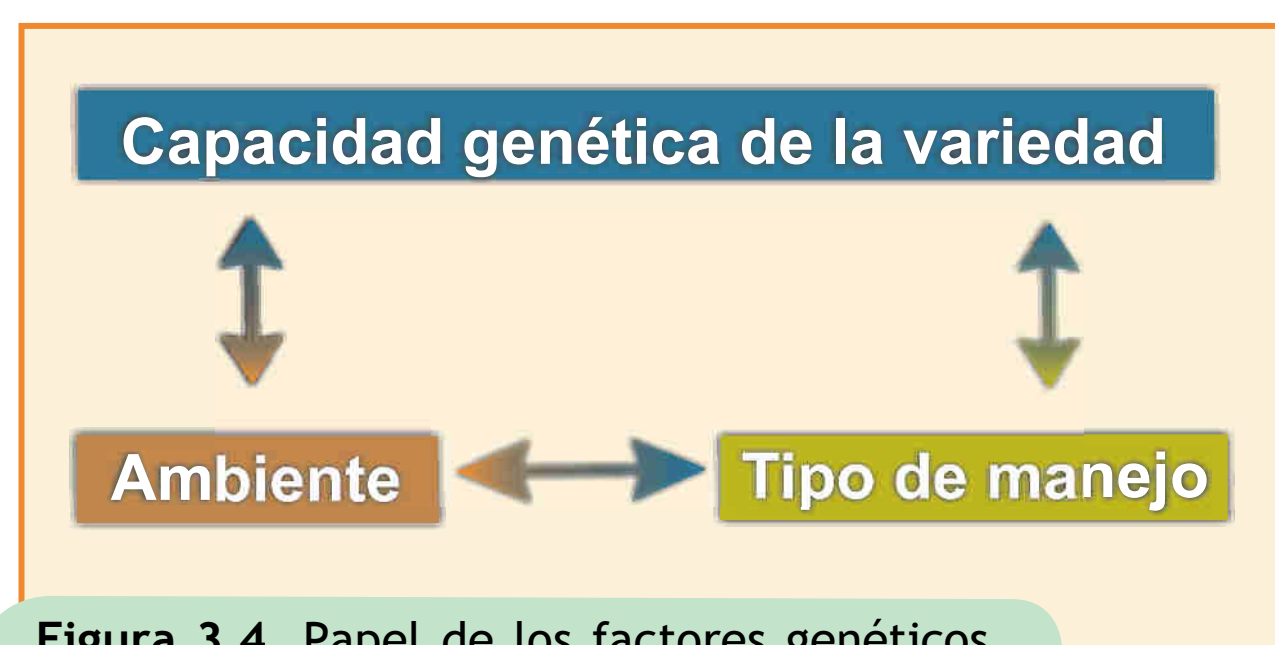 Capacidad genética de la variedad
Ambiente
Tipo de manejo
Figura 3.4. Papel de los factores genéticos